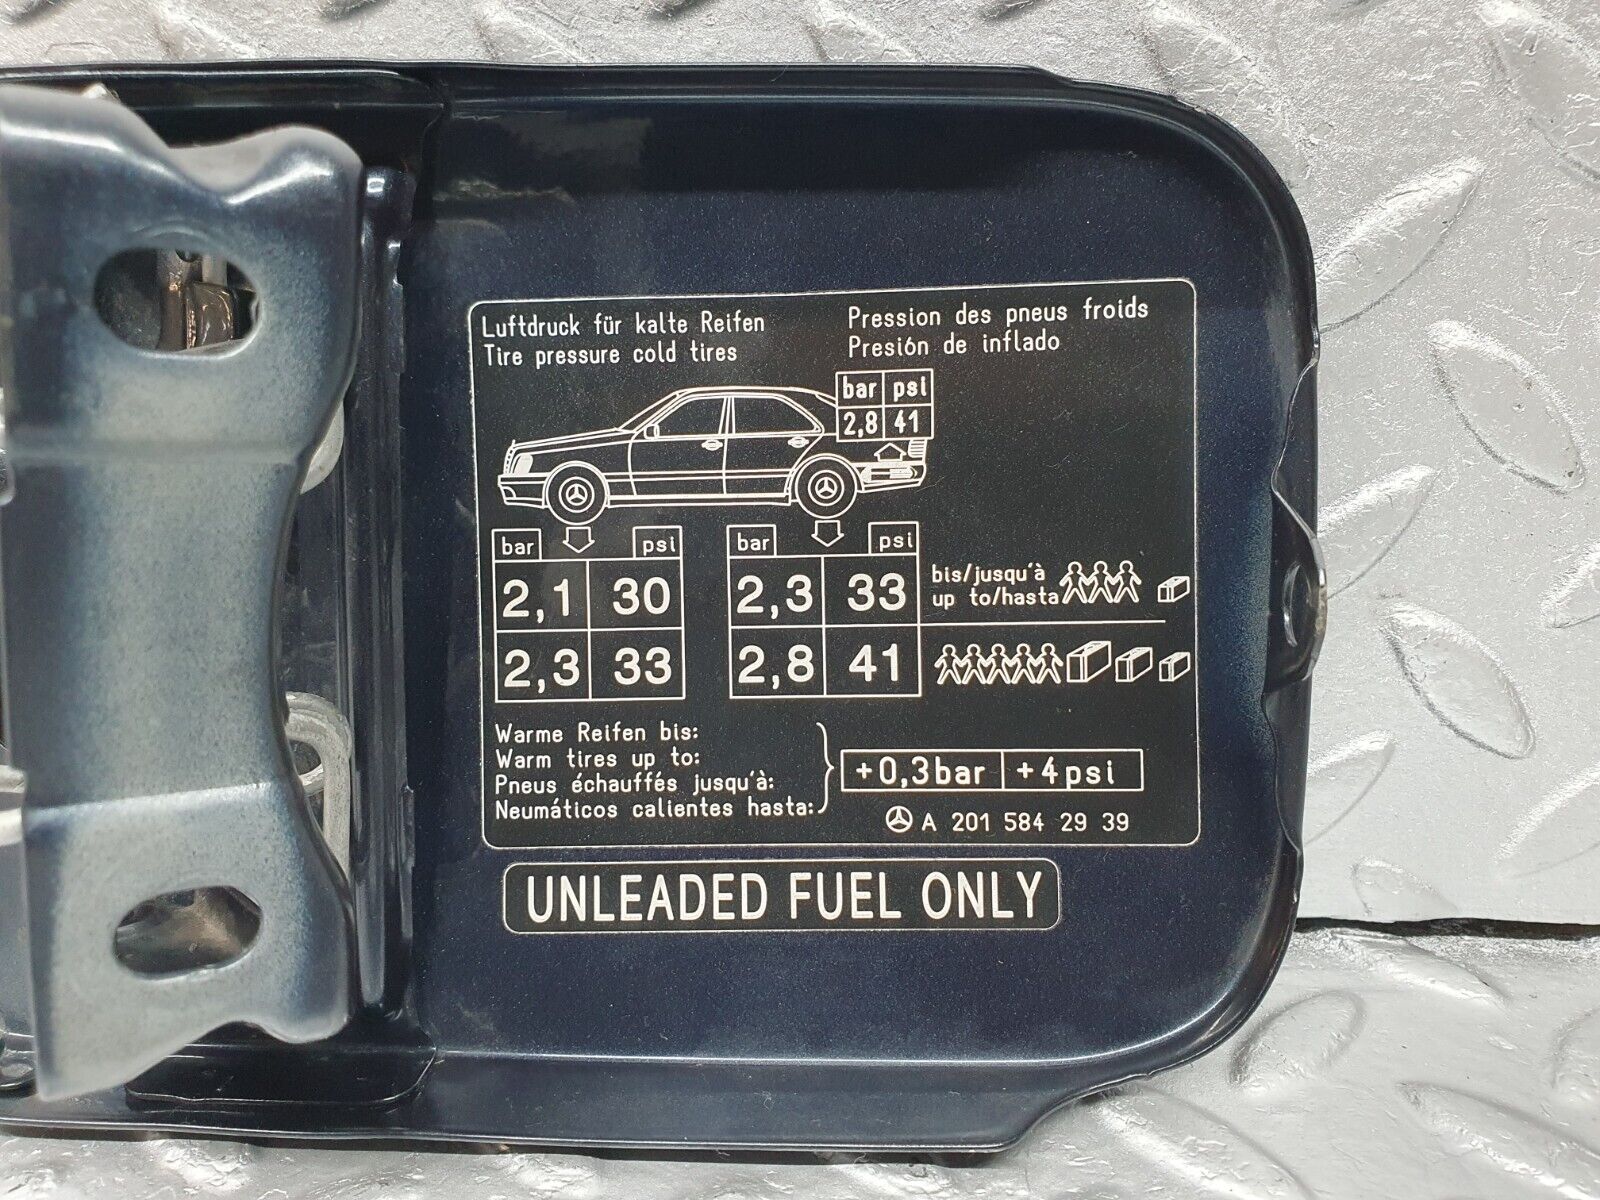 Luftdruck für kalte Reifen
Tire pressure cold tires
Pression des pneus froids
Presión de inflado
bar psi
2,8 41
bar psi
2,1 30
2,3 33
bar psi
2,3 33
2,8 41
bis/jusqu'à
up to/hasta
Warme Reifen bis:
Warm tires up to:
Pneus échauffés jusqu'à:
Neumáticos calientes hasta:
+0,3bar +4psi
A 201 584 29 39
UNLEADED FUEL ONLY